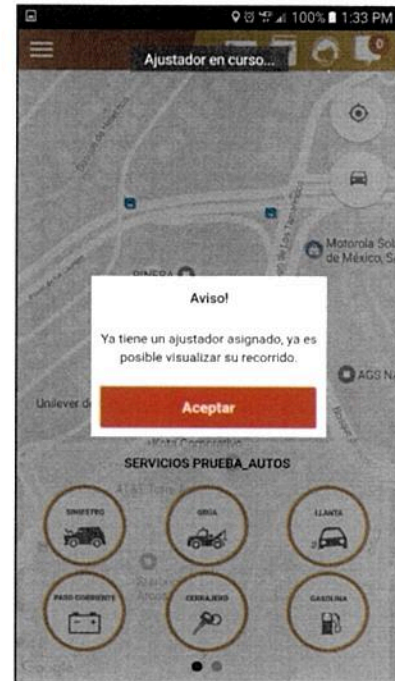 100% 1:33 PM
0
Ajustador en curso...
Motorola Sol
de México, S
Aviso!
Ya tiene un ajustador asignado, ya es
posible visualizar su recorrido.
AGS NA
Unilever de
Aceptar
Corporativo
SERVICIOS PRUEBA_AUTOS
SINIESTRO
GRÚA
LLANTA
PASO CORRIENTE
CERRAJERO
GASOLINA
Google